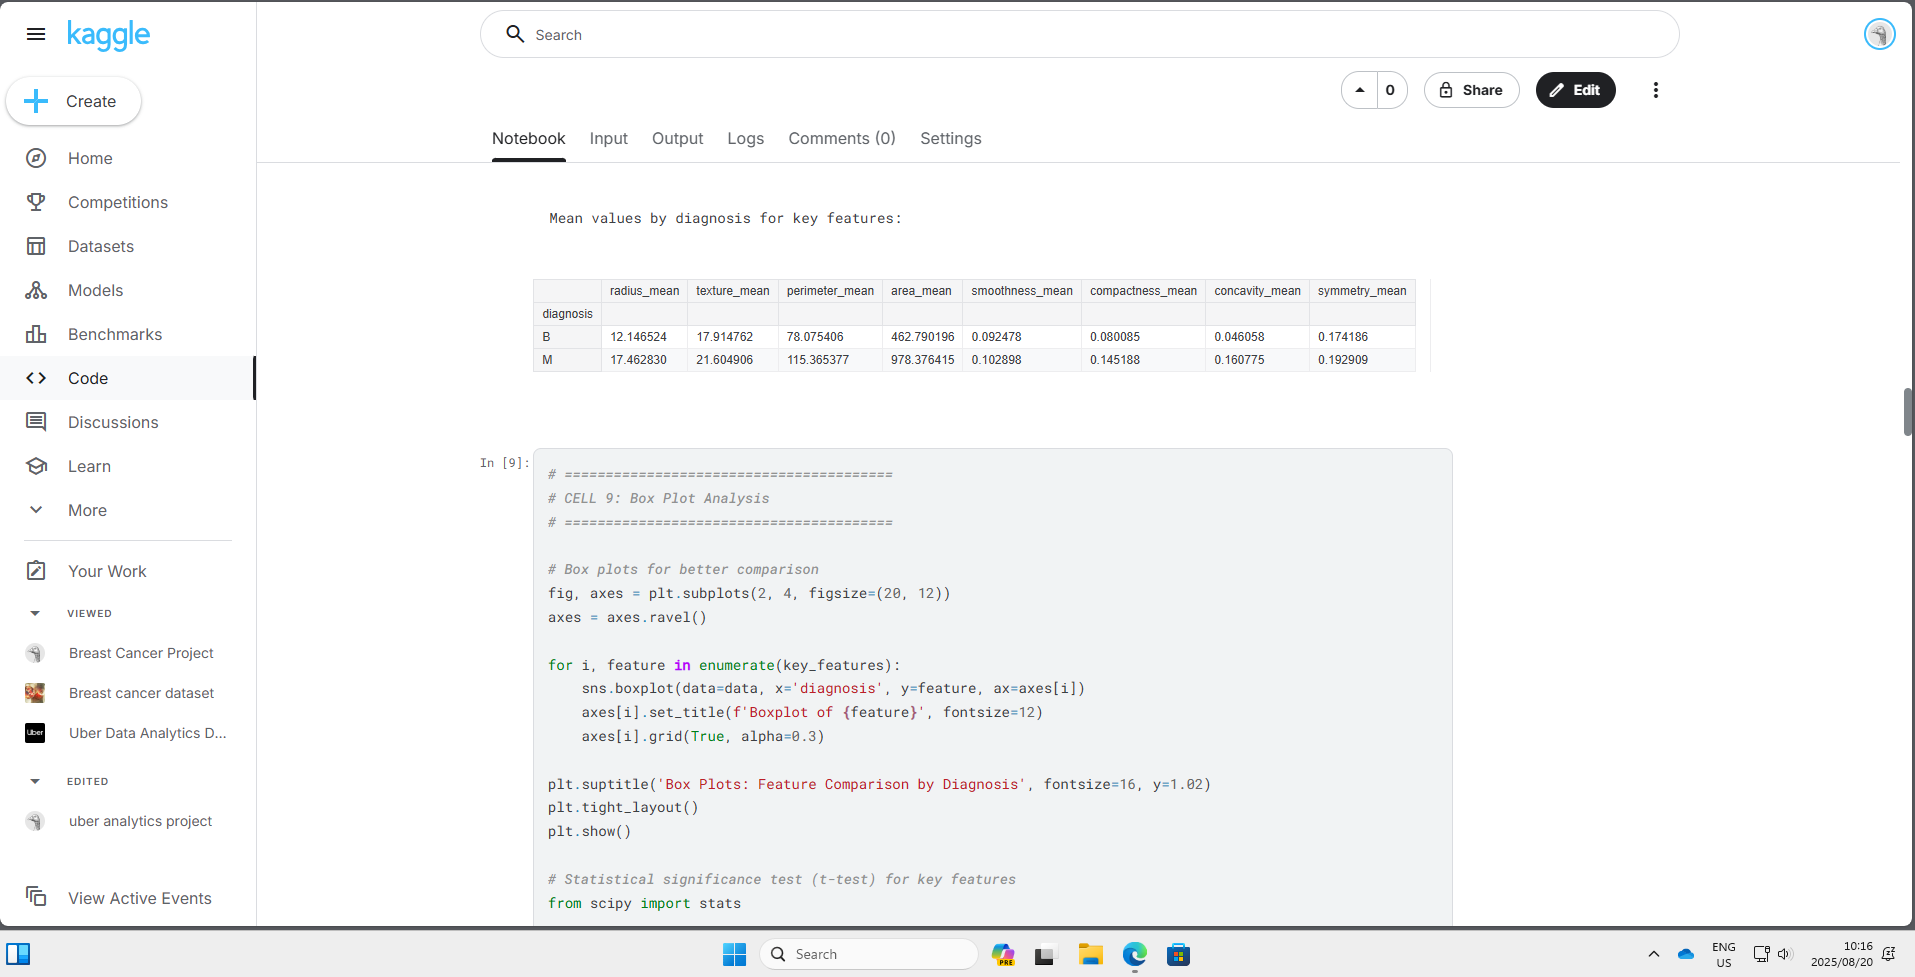 kaggle
Search
Create
0
Share
Edit
Notebook
Input
Output
Logs
Comments (0)
Settings
Home
Competitions
Datasets
Models
Benchmarks
Code
Discussions
Learn
More
Your Work
VIEWED
Breast Cancer Project
Breast cancer dataset
Uber
Uber Data Analytics D...
EDITED
uber analytics project
View Active Events
Mean values by diagnosis for key features:
radius_mean texture_mean perimeter_mean area_mean smoothness_mean compactness_mean concavity_mean symmetry_mean
diagnosis
B 12.146524 17.914762 78.075406 462.790196 0.092478 0.080085 0.046058 0.174186
M 17.462830 21.604906 115.365377 978.376415 0.102898 0.145188 0.160775 0.192909
In [9]:
# ========================================
# CELL 9: Box Plot Analysis
# ========================================
# Box plots for better comparison
fig, axes = plt.subplots(2, 4, figsize=(20, 12))
axes = axes.ravel()
for i, feature in enumerate(key_features):
    sns.boxplot(data=data, x='diagnosis', y=feature, ax=axes[i])
    axes[i].set_title(f'Boxplot of {feature}', fontsize=12)
    axes[i].grid(True, alpha=0.3)
plt.suptitle('Box Plots: Feature Comparison by Diagnosis', fontsize=16, y=1.02)
plt.tight_layout()
plt.show()
# Statistical significance test (t-test) for key features
from scipy import stats
Search
PRE
ENG
US
10:16
2025/08/20